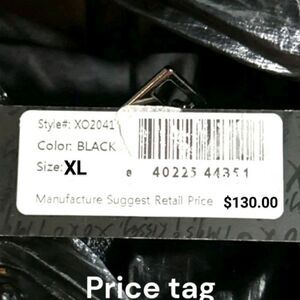 Style#: XO2041
Color: BLACK
Size: XL
40225 44351
Manufacture Suggest Retail Price $130.00
Price tag